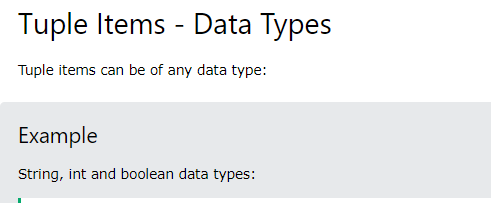 Tuple Items - Data Types
Tuple items can be of any data type:
Example
String, int and boolean data types: